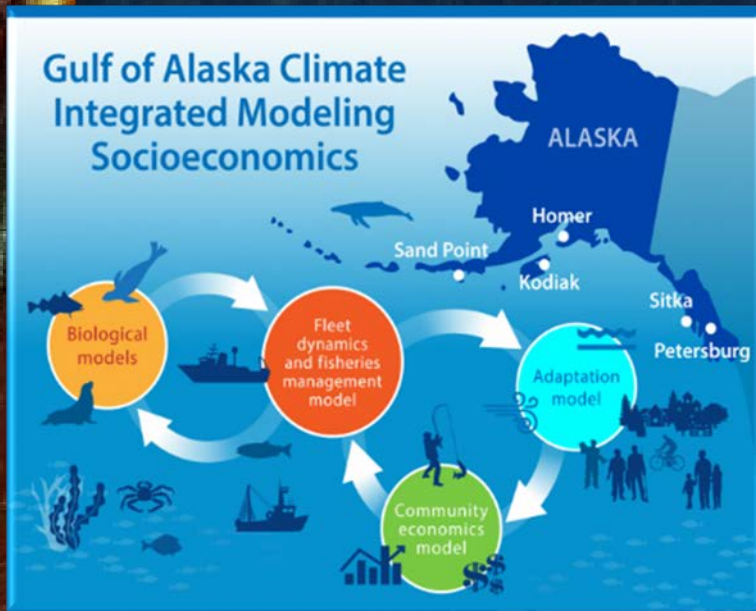 Gulf of Alaska Climate
Integrated Modeling
Socioeconomics
ALASKA
Homer
Sand Point
Kodiak
Sitka
Petersburg
Biological
models
Fleet
dynamics
and fisheries
management
model
Adaptation
model
Community
economics
model
$$
$$